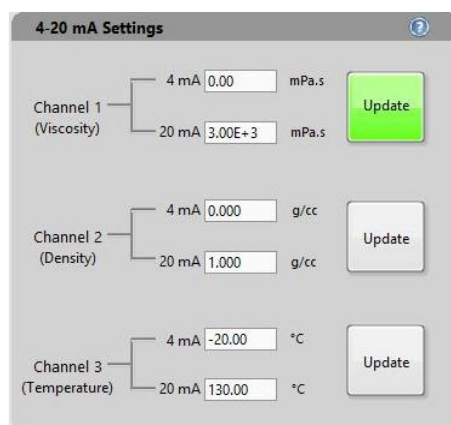 4-20 mA Settings ?
4 mA 0.00 mPa.s
Channel 1
(Viscosity)
Update
20 mA 3.00E+3 mPa.s
4 mA 0.000 g/cc
Channel 2
(Density)
Update
20 mA 1.000 g/cc
4 mA -20.00 °C
Channel 3
(Temperature)
Update
20 mA 130.00 °C